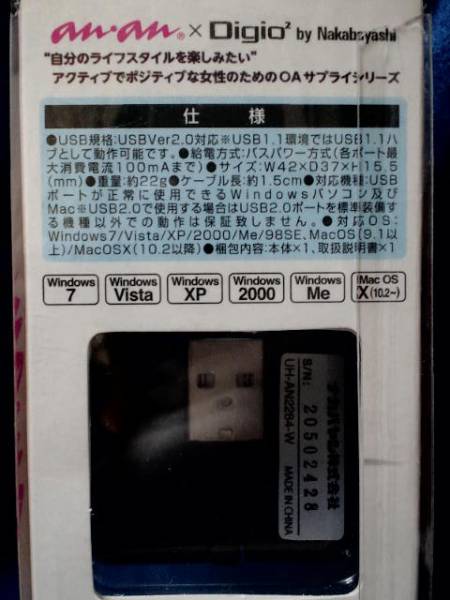 an·an® × Digio² by Nakabayashi
"自分のライフスタイルを楽しみたい"
アクティブでポジティブな女性のためのOAサプライシリーズ
仕様
●USB規格:USBVer2.0対応※USB1.1環境ではUSB1.1ハ
ブとして動作可能です。●給電方式:バスパワー方式(各ポート最
大消費電流100mAまで)●サイズ:W42×D37×H15.5
(mm)●重量:約22g●ケーブル長:約1.5cm●対応機種:USB
ポートが正常に使用できるWindowsパソコン及び
Mac※USB2.0で使用する場合はUSB2.0ポートを標準装備す
る機種以外での動作は保証致しません。●対応OS:
Windows7/Vista/XP/2000/Me/98SE、MacOS(9.1以
上)/MacOSX(10.2以降)●梱包内容:本体×1、取扱説明書×1
Windows 7
Windows Vista
Windows XP
Windows 2000
Windows Me
Mac OS X(10.2~)
ナカバヤシ株式会社
S/N: 20502428
UH-AN2284-W MADE IN CHINA